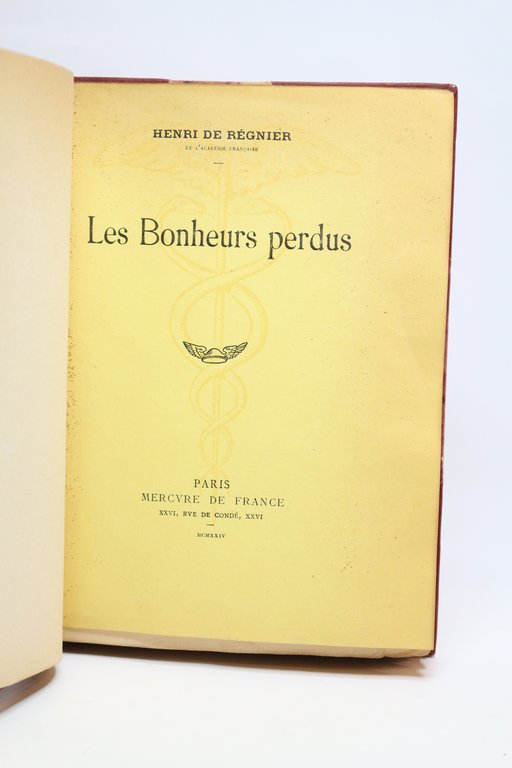 HENRI DE RÉGNIER
DE L'ACADÉMIE FRANÇAISE
Les Bonheurs perdus
PARIS
MERCVRE DE FRANCE
XXVI, RVE DE CONDÉ, XXVI
MCMXXIV